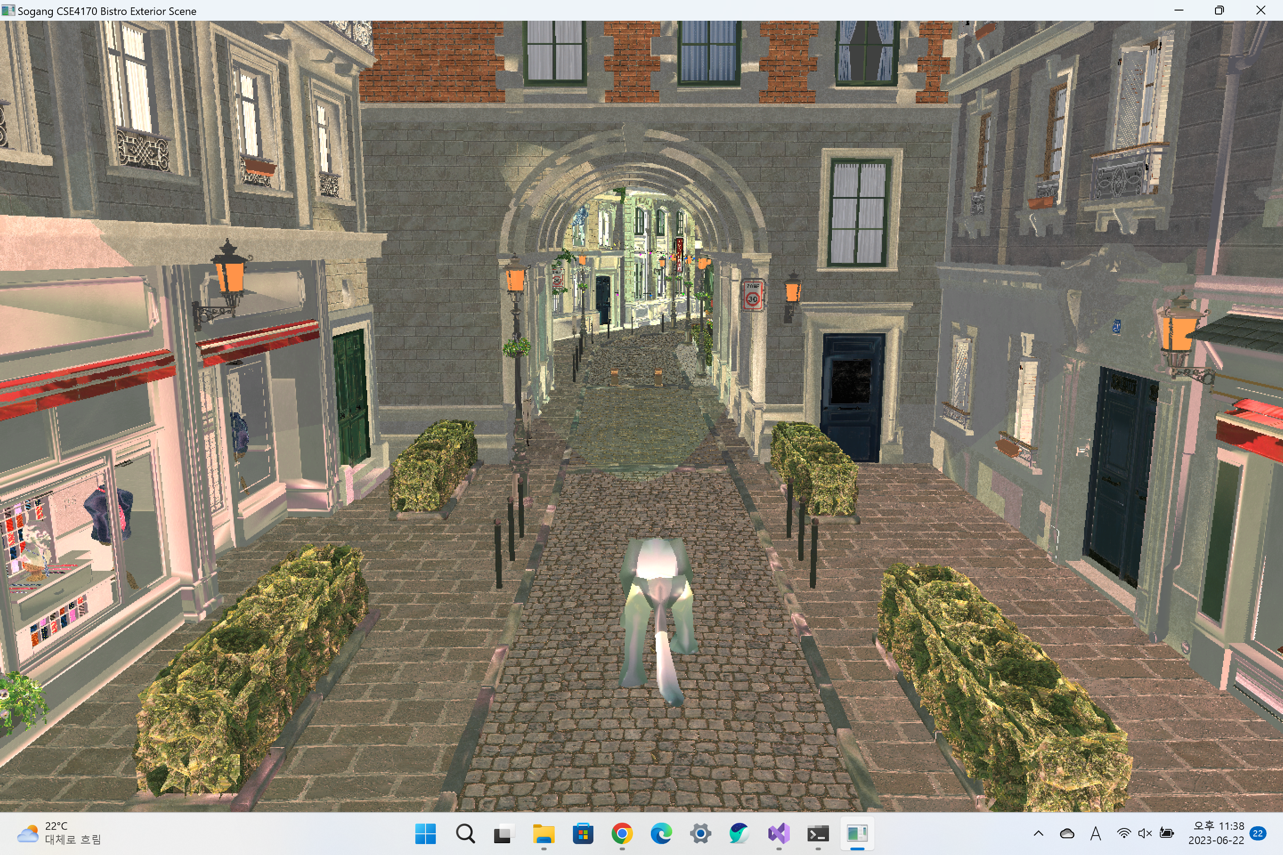 Sogang CSE4170 Bistro Exterior Scene
ZONE
30
22°C
대체로 흐림
A
오후 11:38
2023-06-22
22